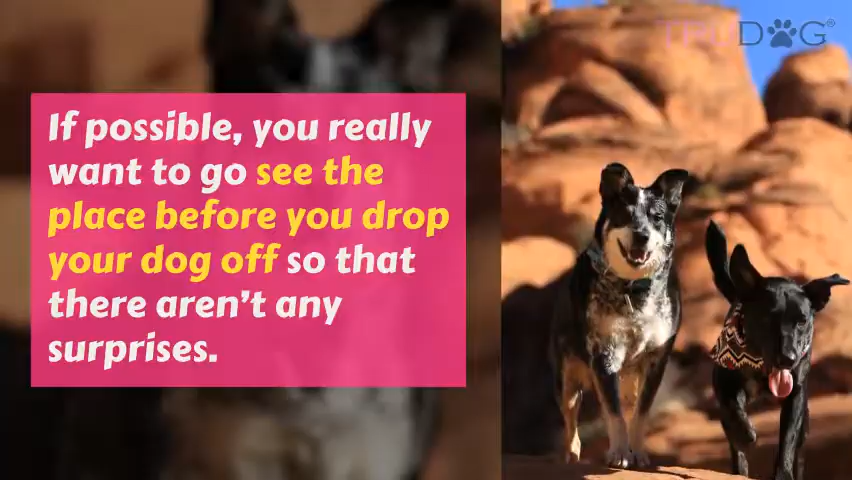 TRUDOG®
If possible, you really
want to go see the
place before you drop
your dog off so that
there aren't any
surprises.